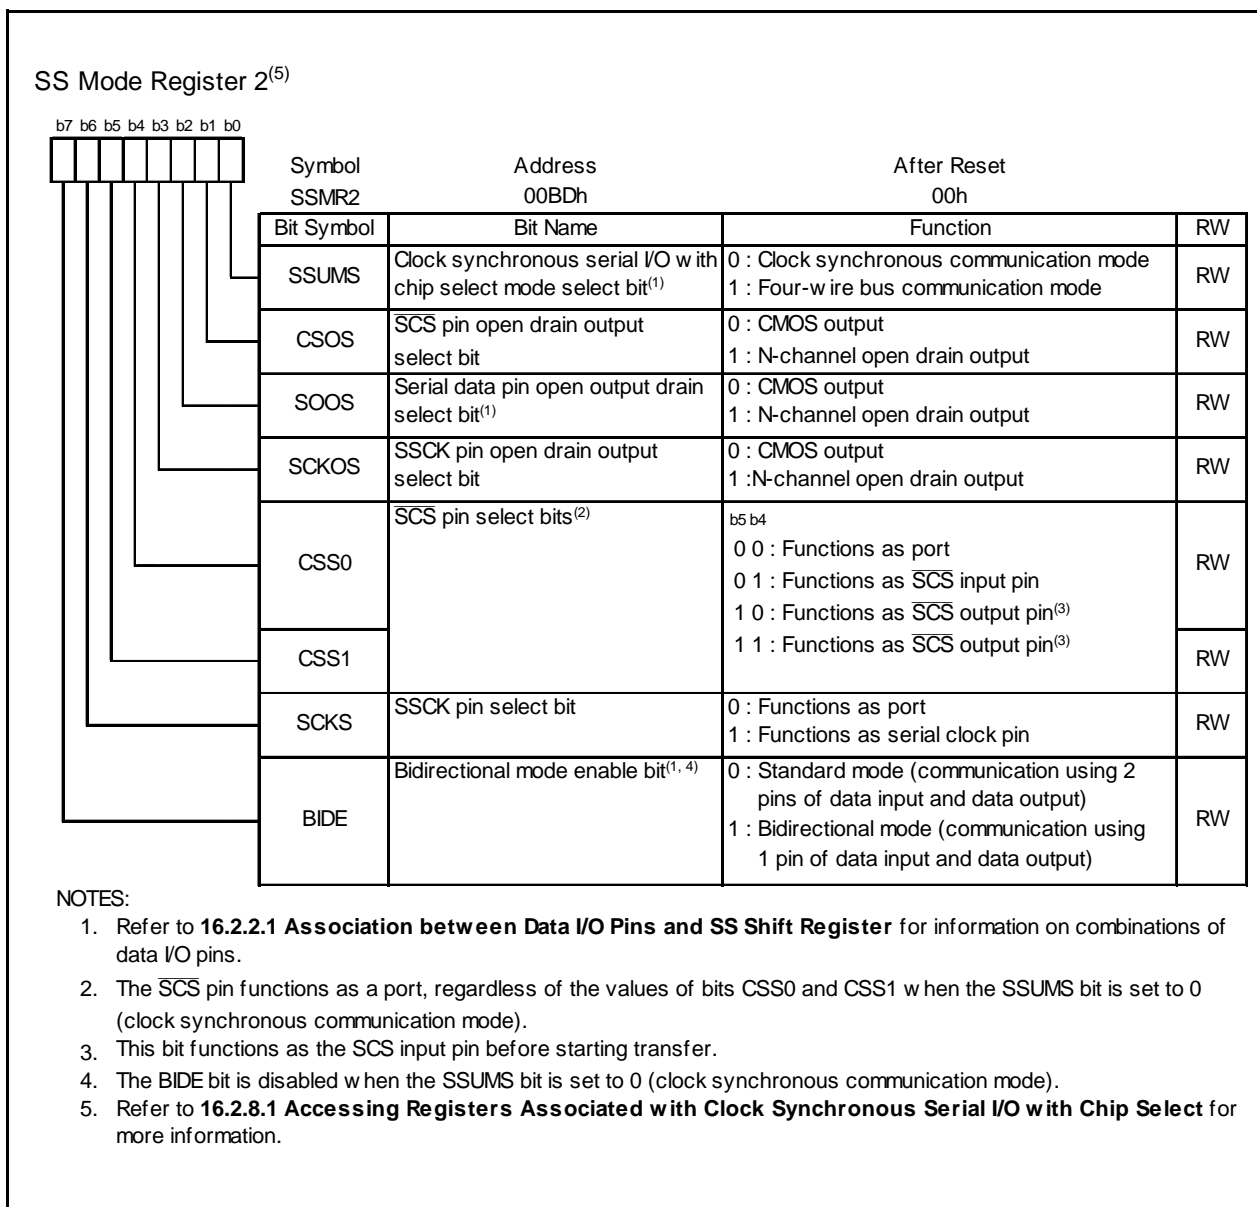 SS Mode Register 2(5)
b7 b6 b5 b4 b3 b2 b1 b0
Symbol Address After Reset
SSMR2 00BDh 00h
Bit Symbol Bit Name Function RW
SSUMS Clock synchronous serial I/O with chip select mode select bit(1) 0 : Clock synchronous communication mode RW
1 : Four-wire bus communication mode
CSOS SCS pin open drain output select bit 0 : CMOS output RW
1 : N-channel open drain output
SOOS Serial data pin open output drain select bit(1) 0 : CMOS output RW
1 : N-channel open drain output
SCKOS SSCK pin open drain output select bit 0 : CMOS output RW
1 :N-channel open drain output
CSS0 SCS pin select bits(2) b5 b4 RW
0 0 : Functions as port
0 1 : Functions as SCS input pin
1 0 : Functions as SCS output pin(3)
1 1 : Functions as SCS output pin(3)
CSS1 RW
SCKS SSCK pin select bit 0 : Functions as port RW
1 : Functions as serial clock pin
BIDE Bidirectional mode enable bit(1, 4) 0 : Standard mode (communication using 2 RW
pins of data input and data output)
1 : Bidirectional mode (communication using
1 pin of data input and data output)
NOTES:
1. Refer to 16.2.2.1 Association between Data I/O Pins and SS Shift Register for information on combinations of
data I/O pins.
2. The SCS pin functions as a port, regardless of the values of bits CSS0 and CSS1 when the SSUMS bit is set to 0
(clock synchronous communication mode).
3. This bit functions as the SCS input pin before starting transfer.
4. The BIDE bit is disabled when the SSUMS bit is set to 0 (clock synchronous communication mode).
5. Refer to 16.2.8.1 Accessing Registers Associated with Clock Synchronous Serial I/O with Chip Select for
more information.